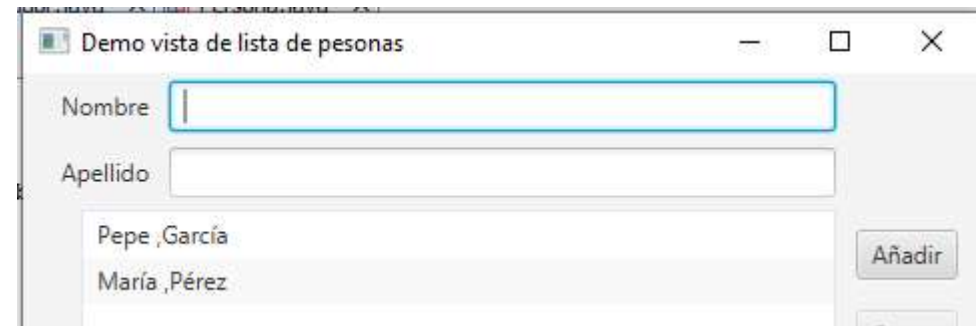 Demo vista de lista de pesonas
Nombre
Apellido
Pepe ,García
María ,Pérez
Añadir